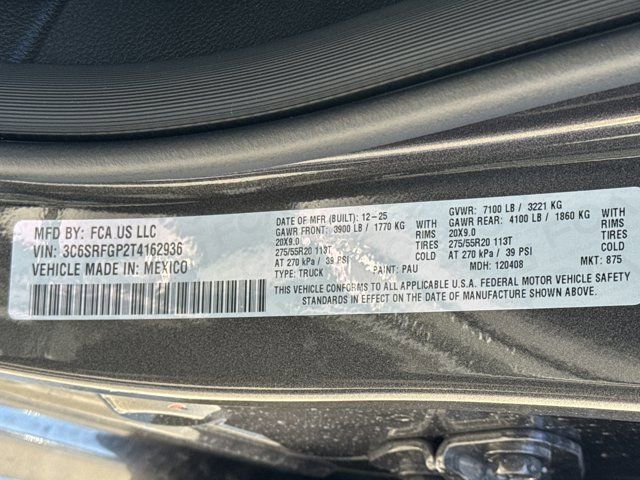 MFD BY: FCA US LLC
VIN: 3C6SRFGP2T4162936
VEHICLE MADE IN: MEXICO
DATE OF MFR (BUILT): 12-25
GAWR FRONT: 3900 LB / 1770 KG WITH
20X9.0 RIMS
275/55R20 113T TIRES
AT 270 kPa / 39 PSI COLD
TYPE: TRUCK PAINT: PAU
GVWR: 7100 LB / 3221 KG
GAWR REAR: 4100 LB / 1860 KG WITH
20X9.0 RIMS
275/55R20 113T TIRES
AT 270 kPa / 39 PSI COLD
MDH: 120408 MKT: 875
THIS VEHICLE CONFORMS TO ALL APPLICABLE U.S.A. FEDERAL MOTOR VEHICLE SAFETY
STANDARDS IN EFFECT ON THE DATE OF MANUFACTURE SHOWN ABOVE.